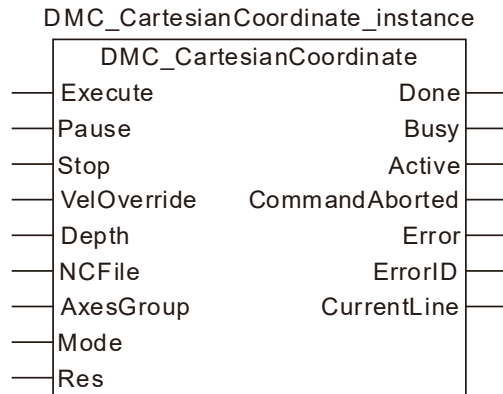 DMC_CartesianCoordinate_instance
DMC_CartesianCoordinate
Execute Done
Pause Busy
Stop Active
VelOverride CommandAborted
Depth Error
NCFile ErrorID
AxesGroup CurrentLine
Mode
Res